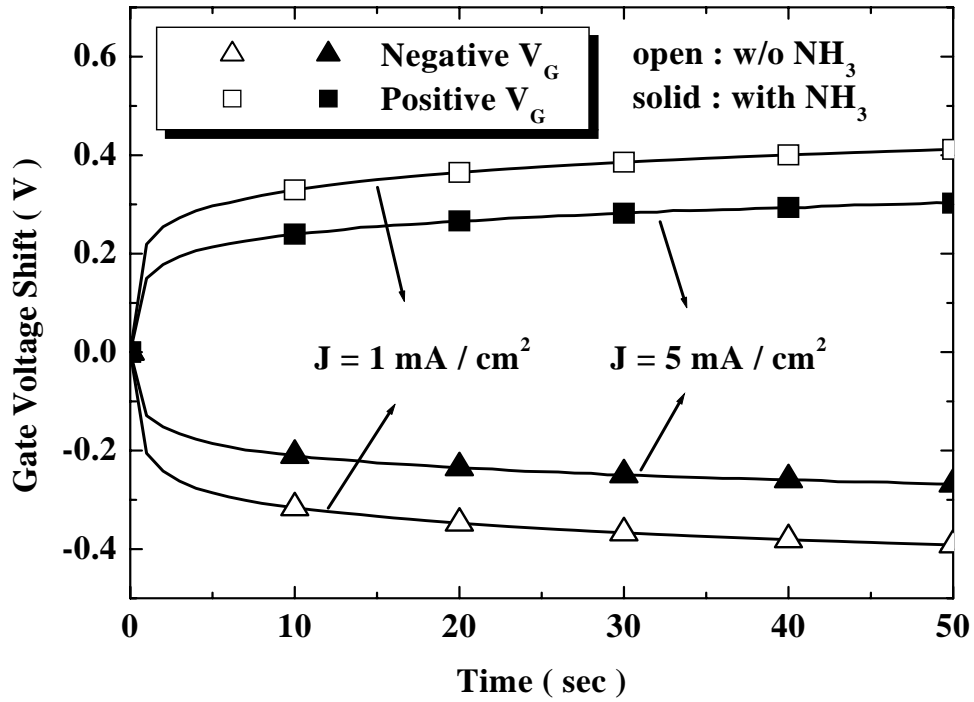 Negative V_G open : w/o NH_3
Positive V_G solid : with NH_3
Gate Voltage Shift ( V )
0.6
0.4
0.2
0.0
-0.2
-0.4
J = 1 mA / cm^2
J = 5 mA / cm^2
0 10 20 30 40 50
Time ( sec )